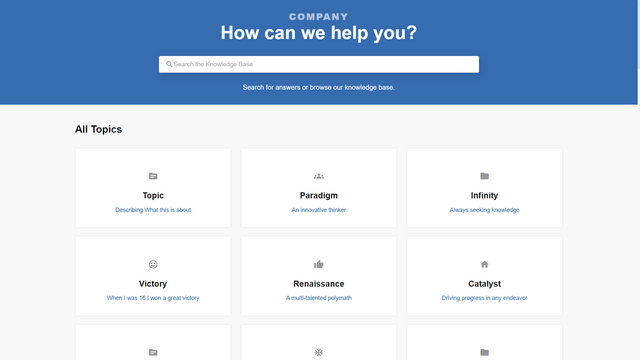 COMPANY
How can we help you?
Search the Knowledge Base
Search for answers or browse our knowledge base.
All Topics
Topic
Describing What this is about
Paradigm
An innovative thinker
Infinity
Always seeking knowledge
Victory
When I was 16 I won a great victory
Renaissance
A multi-talented polymath
Catalyst
Driving progress in any endeavor